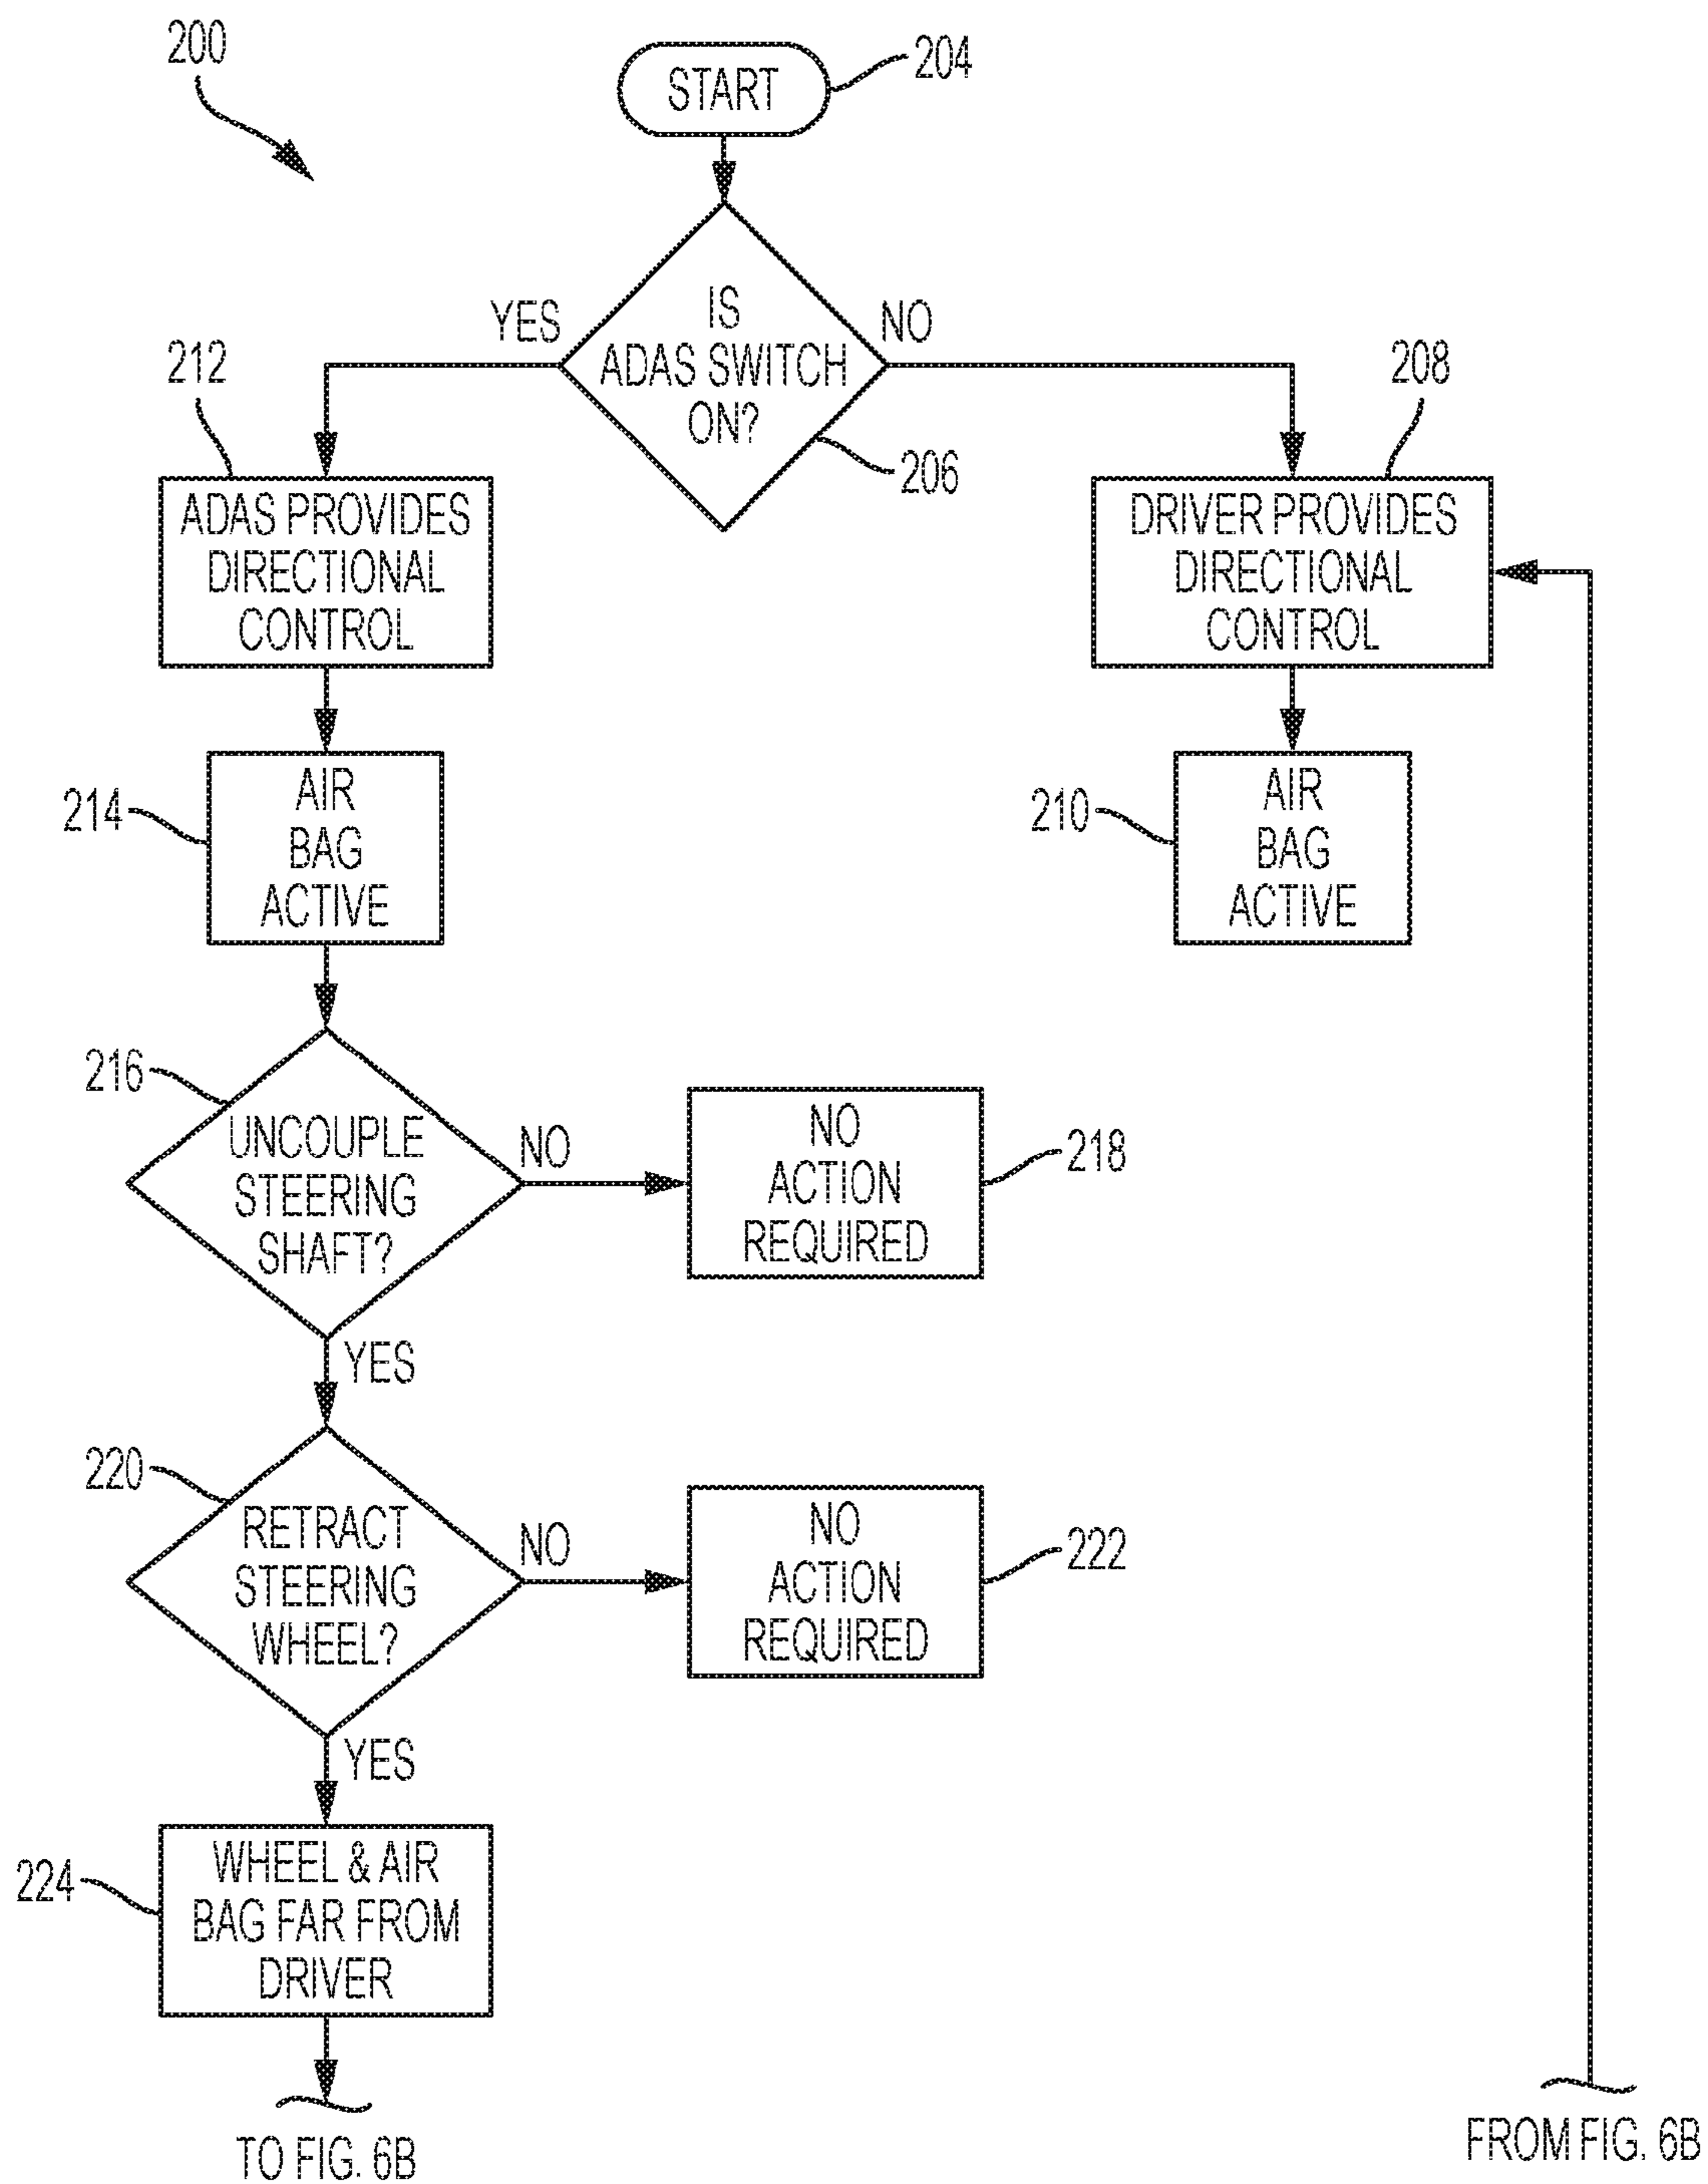 200
START
204
IS
ADAS SWITCH
ON?
YES
NO
206
212
208
ADAS PROVIDES
DIRECTIONAL
CONTROL
DRIVER PROVIDES
DIRECTIONAL
CONTROL
214
AIR
BAG
ACTIVE
210
AIR
BAG
ACTIVE
216
UNCOUPLE
STEERING
SHAFT?
NO
NO
ACTION
REQUIRED
218
YES
220
RETRACT
STEERING
WHEEL?
NO
NO
ACTION
REQUIRED
222
YES
224
WHEEL & AIR
BAG FAR FROM
DRIVER
TO FIG. 6B
FROM FIG. 6B